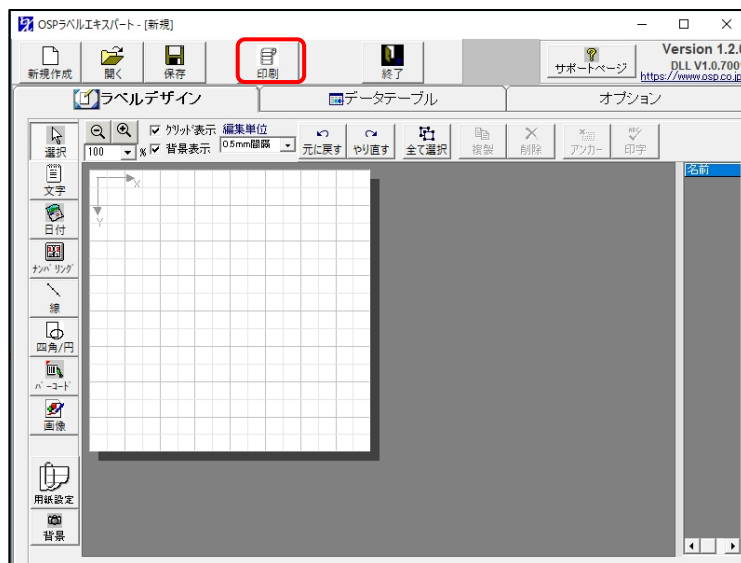 OSPラベルエキスパート - [新規]
新規作成
開く
保存
印刷
終了
サポートページ
Version 1.2.0
DLL V1.0.7001
https://www.osp.co.jp
ラベルデザイン
データテーブル
オプション
選択
100
%
グリッド表示
背景表示
編集単位
0.5mm間隔
元に戻す
やり直す
全て選択
複製
削除
アンカー
印字
名前
X
Y
文字
日付
ナンバリング
線
四角/円
バーコード
画像
用紙設定
背景